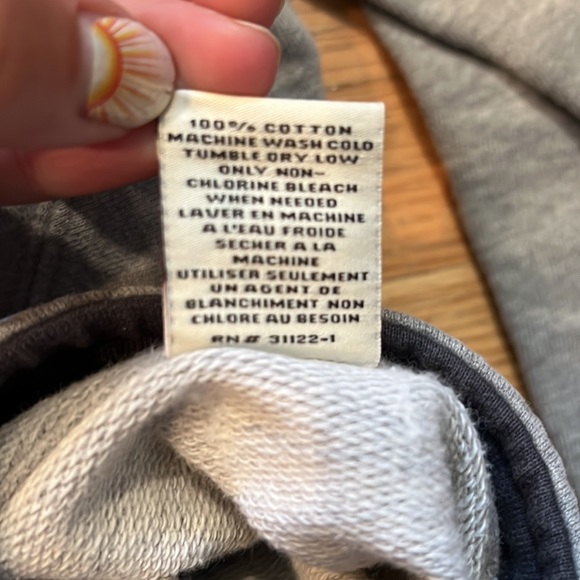 100% COTTON
MACHINE WASH COLD
TUMBLE DRY LOW
ONLY NON-
CHLORINE BLEACH
WHEN NEEDED
LAVER EN MACHINE
A L'EAU FROIDE
SECHER A LA
MACHINE
UTILISER SEULEMENT
UN AGENT DE
BLANCHIMENT NON
CHLORE AU BESOIN
RN# 31122-1